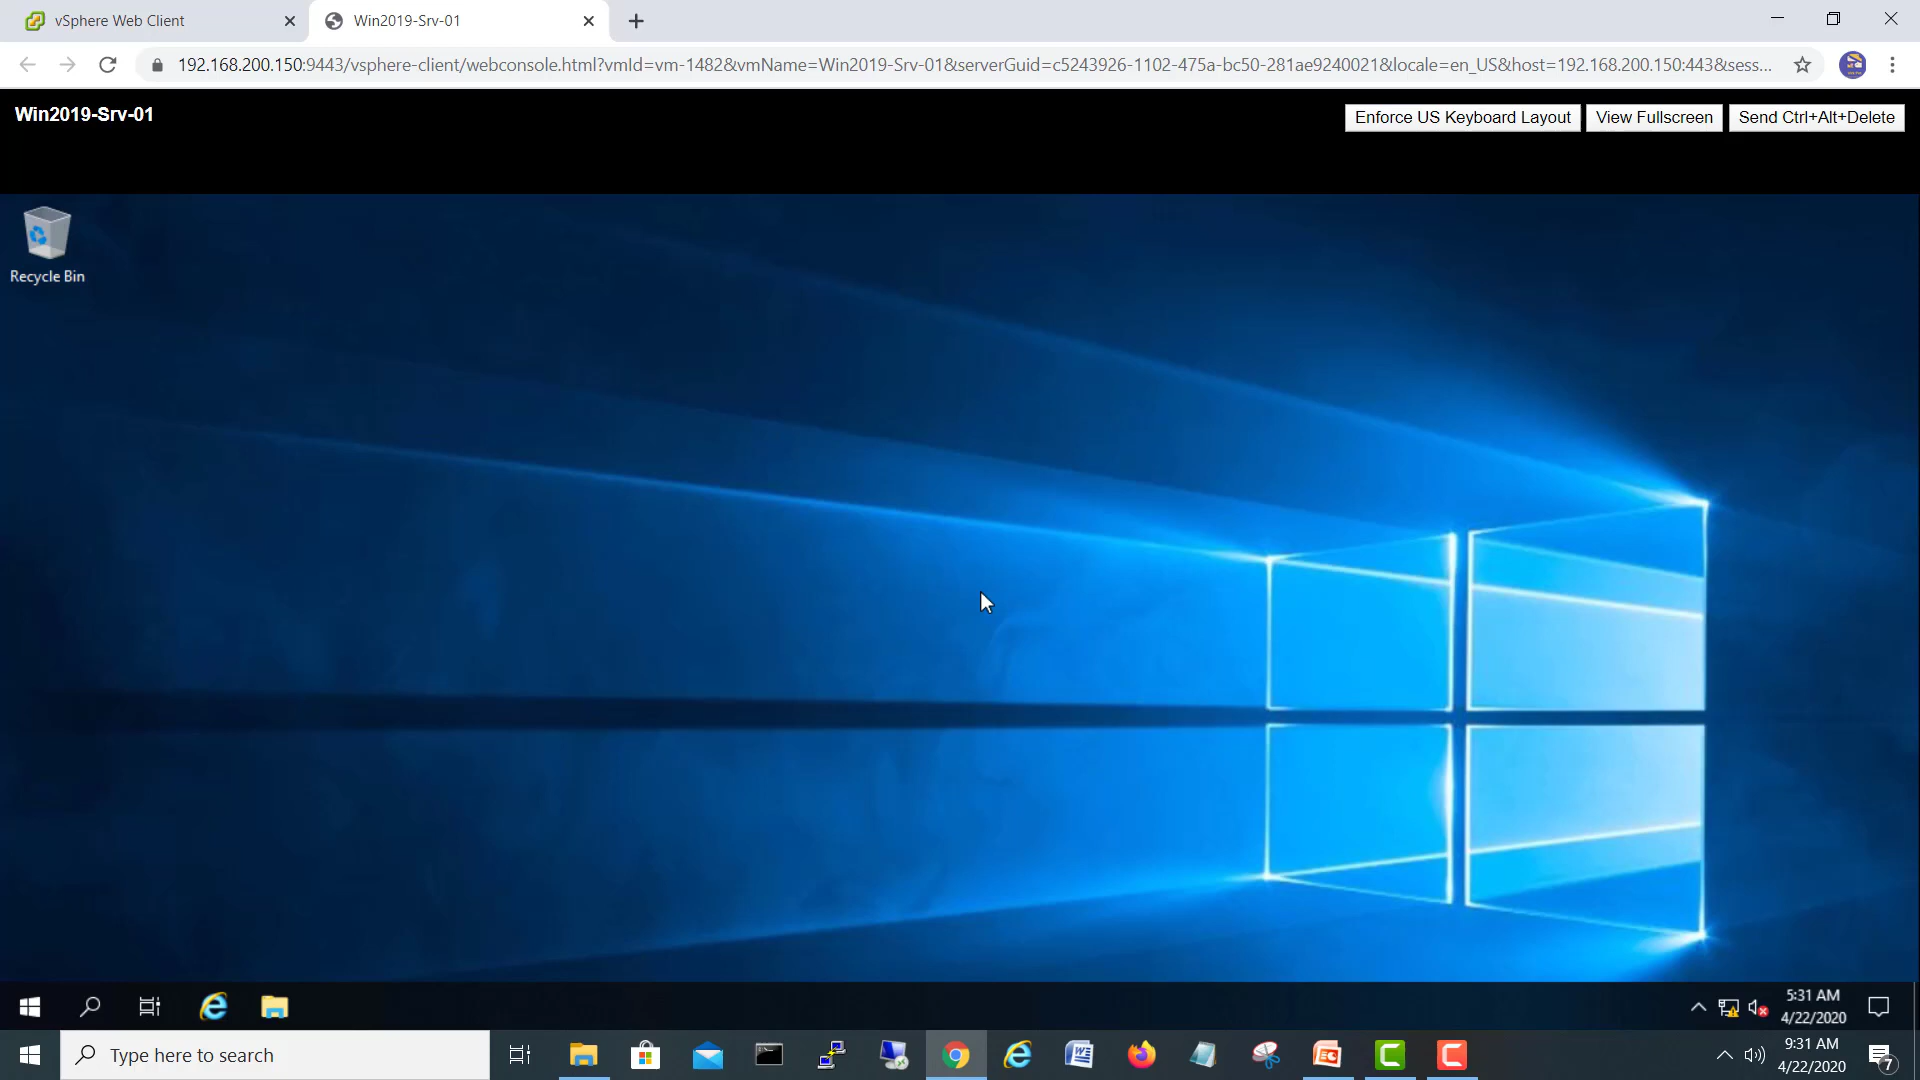 vSphere Web Client
Win2019-Srv-01
192.168.200.150:9443/vsphere-client/webconsole.html?vmId=vm-1482&vmName=Win2019-Srv-01&serverGuid=c5243926-1102-475a-bc50-281ae9240021&locale=en_US&host=192.168.200.150:443&sess...
Win2019-Srv-01
Enforce US Keyboard Layout
View Fullscreen
Send Ctrl+Alt+Delete
Recycle Bin
5:31 AM
4/22/2020
Type here to search
9:31 AM
4/22/2020
7